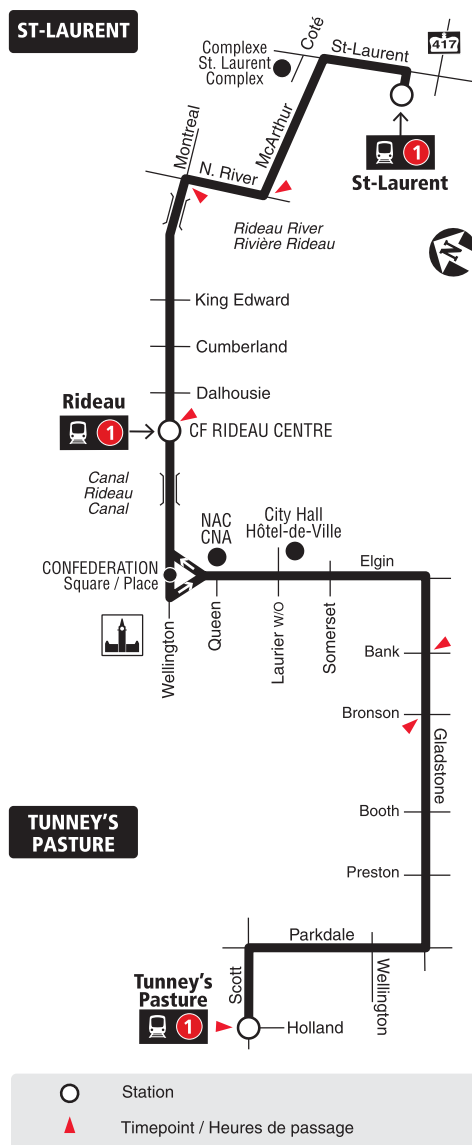 ST-LAURENT
Complexe
St. Laurent
Complex
Coté
St-Laurent
417
McArthur
1
St-Laurent
Montreal
N. River
Rideau River
Rivière Rideau
N
King Edward
Cumberland
Dalhousie
Rideau
1
CF RIDEAU CENTRE
Canal
Rideau
Canal
NAC
CNA
City Hall
Hôtel-de-Ville
CONFEDERATION
Square / Place
Elgin
Wellington
Queen
Laurier W/O
Somerset
Bank
Bronson
Gladstone
TUNNEY'S
PASTURE
Booth
Preston
Parkdale
Scott
Wellington
Tunney's
Pasture
1
Holland
Station
Timepoint / Heures de passage